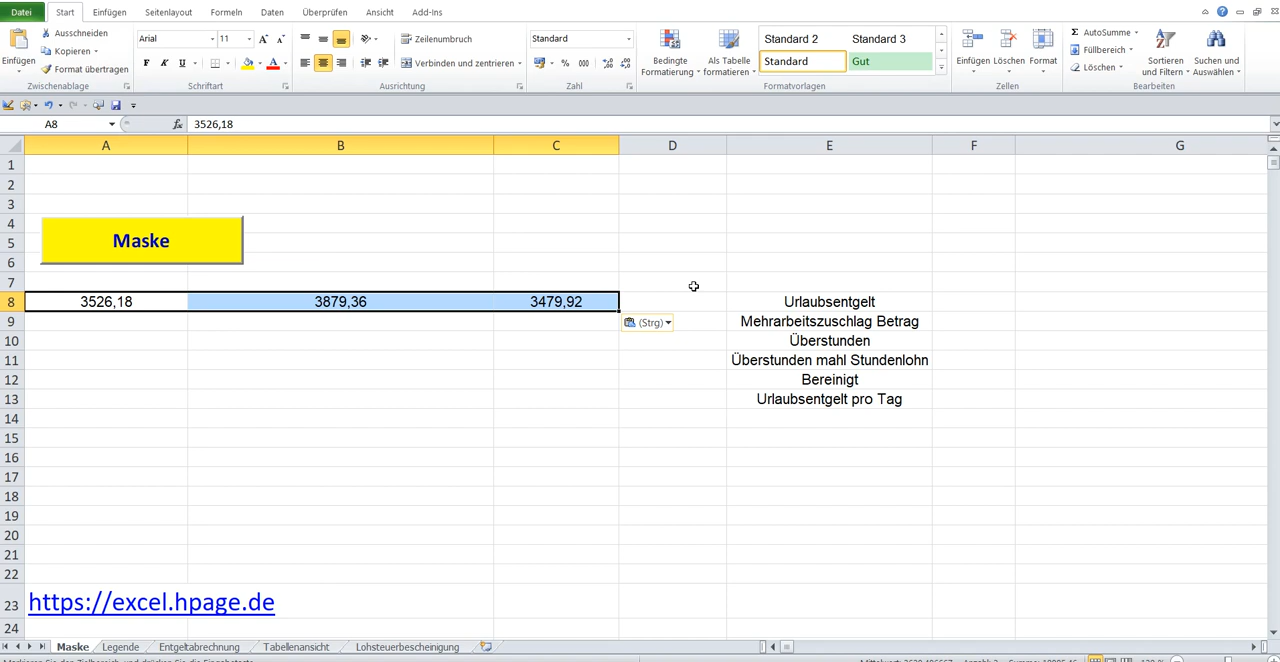 Datei Start Einfügen Seitenlayout Formeln Daten Überprüfen Ansicht Add-Ins
Ausschneiden Arial 11 Zeilenumbruch Standard Standard 2 Standard 3 AutoSumme
Einfügen Kopieren Bedingte Formatierung Als Tabelle formatieren Einfügen Löschen Format Füllbereich Sortieren und Filtern Suchen und Auswählen
Format übertragen F K U Verbinden und zentrieren % 000 Standard Gut Löschen
Zwischenablage Schriftart Ausrichtung Zahl Formatvorlagen Zellen Bearbeiten
A8 fx 3526,18
A B C D E F G
1
2
3
4
5 Maske
6
7
8 3526,18 3879,36 3479,92 Urlaubsentgelt
9 (Strg) Mehrarbeitszuschlag Betrag
10 Überstunden
11 Überstunden mahl Stundenlohn
12 Bereinigt
13 Urlaubsentgelt pro Tag
14
15
16
17
18
19
20
21
22
23 https://excel.hpage.de
24
Maske Legende Entgeltabrechnung Tabellenansicht Lohsteuerbescheinigung